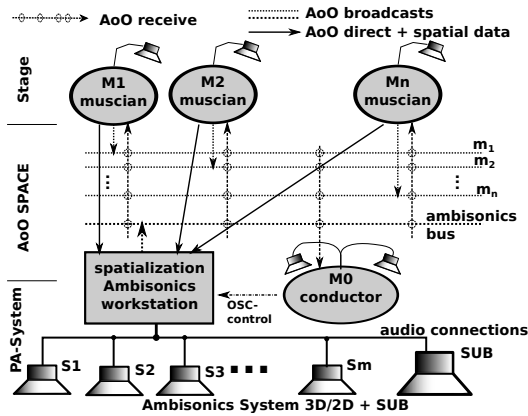 AoO receive
AoO broadcasts
AoO direct + spatial data
Stage
M1
muscian
M2
muscian
Mn
muscian
AoO SPACE
m1
m2
...
...
mn
ambisonics
bus
spatialization
Ambisonics
workstation
M0
conductor
OSC-
control
PA-System
audio connections
S1
S2
S3
...
Sm
SUB
Ambisonics System 3D/2D + SUB